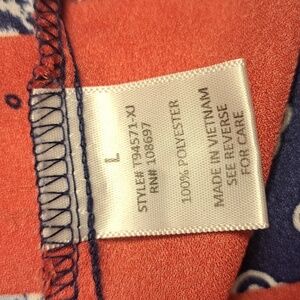 L
STYLE# T94571-XJ
RN# 108697
100% POLYESTER
MADE IN VIETNAM
SEE REVERSE
FOR CARE